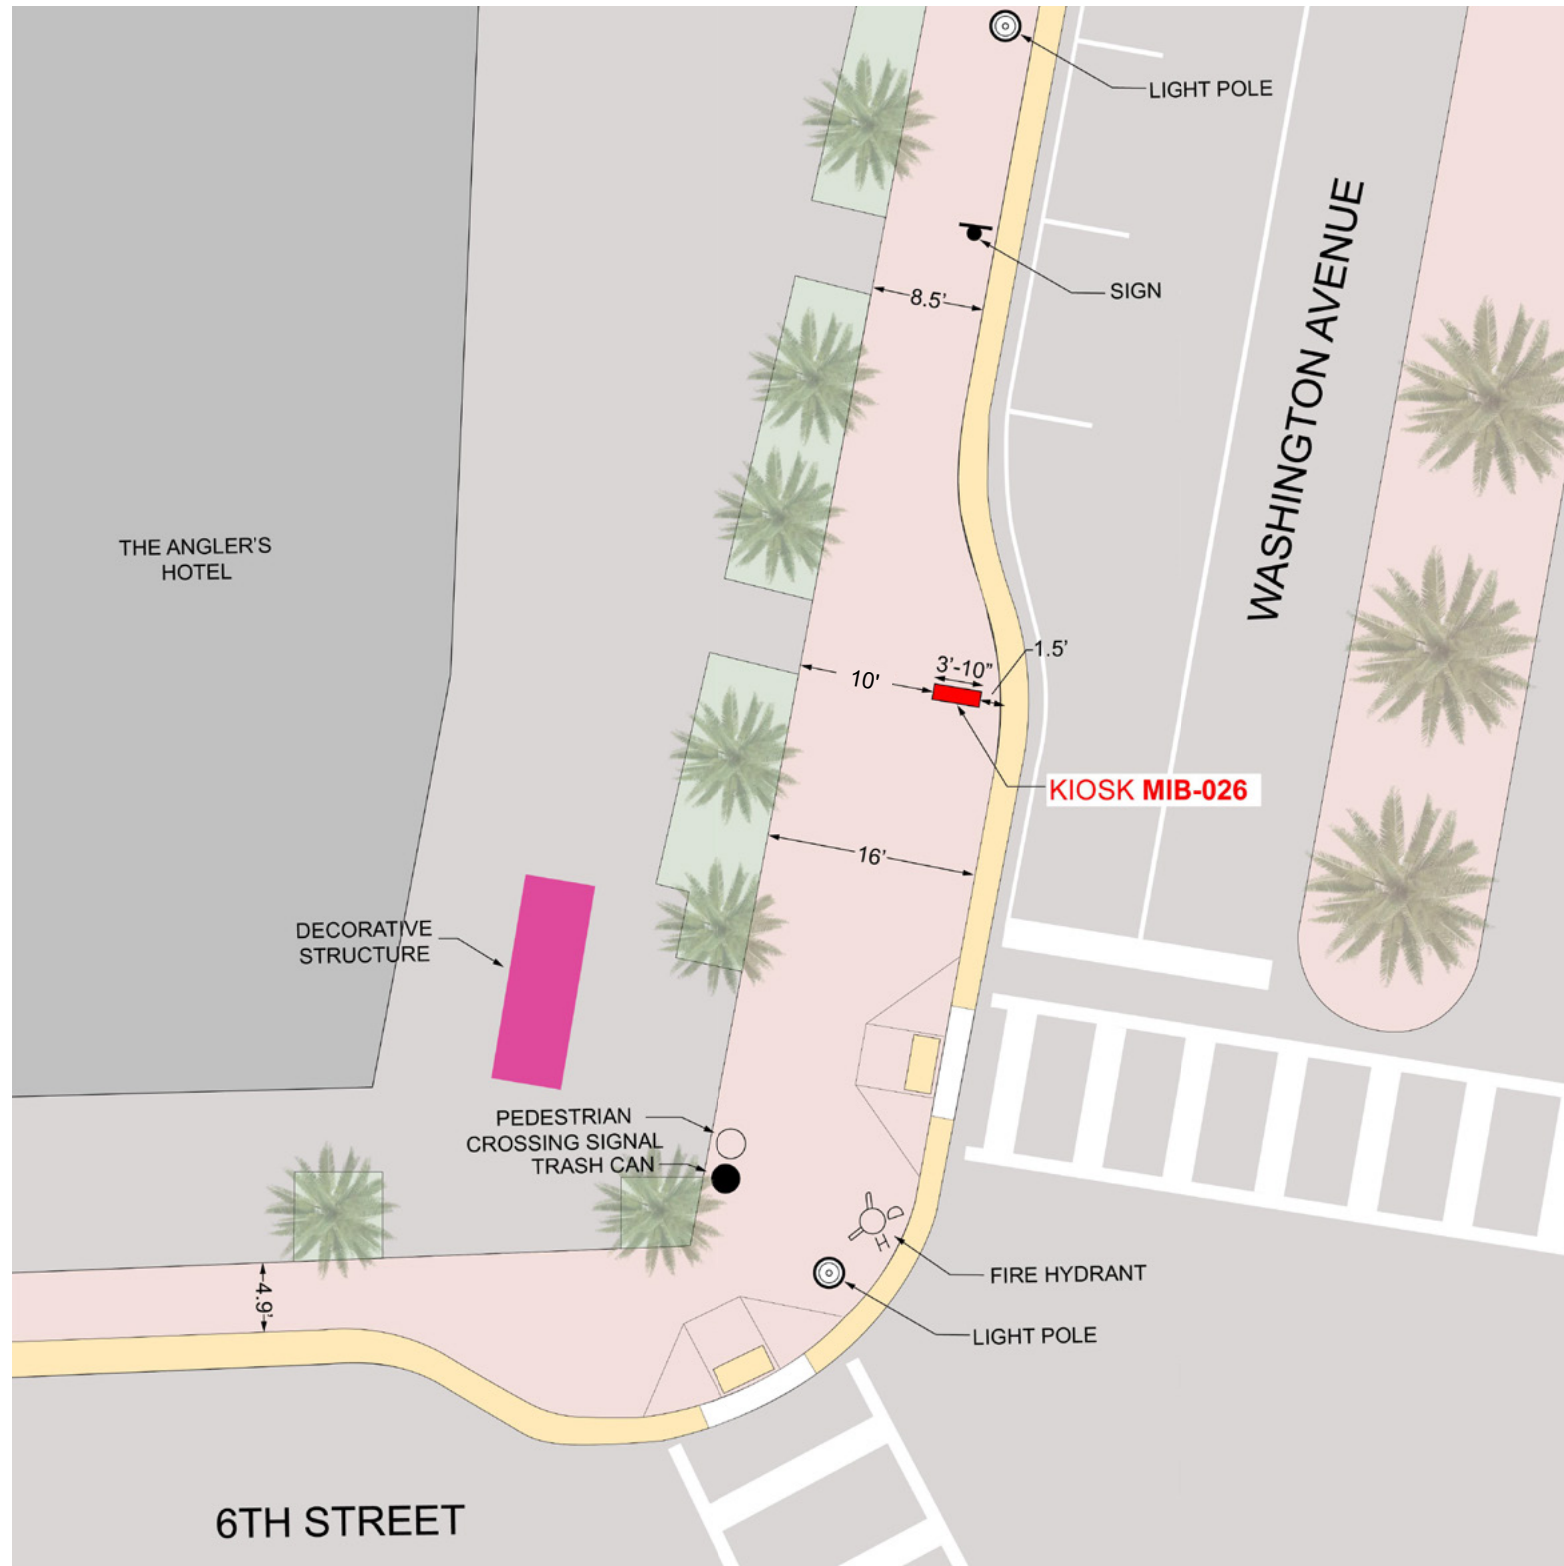 LIGHT POLE
WASHINGTON AVENUE
SIGN
8.5'
THE ANGLER'S
HOTEL
1.5'
3'-10"
10'
KIOSK MIB-026
16'
DECORATIVE
STRUCTURE
PEDESTRIAN
CROSSING SIGNAL
TRASH CAN
D
H
FIRE HYDRANT
4.9'
LIGHT POLE
6TH STREET